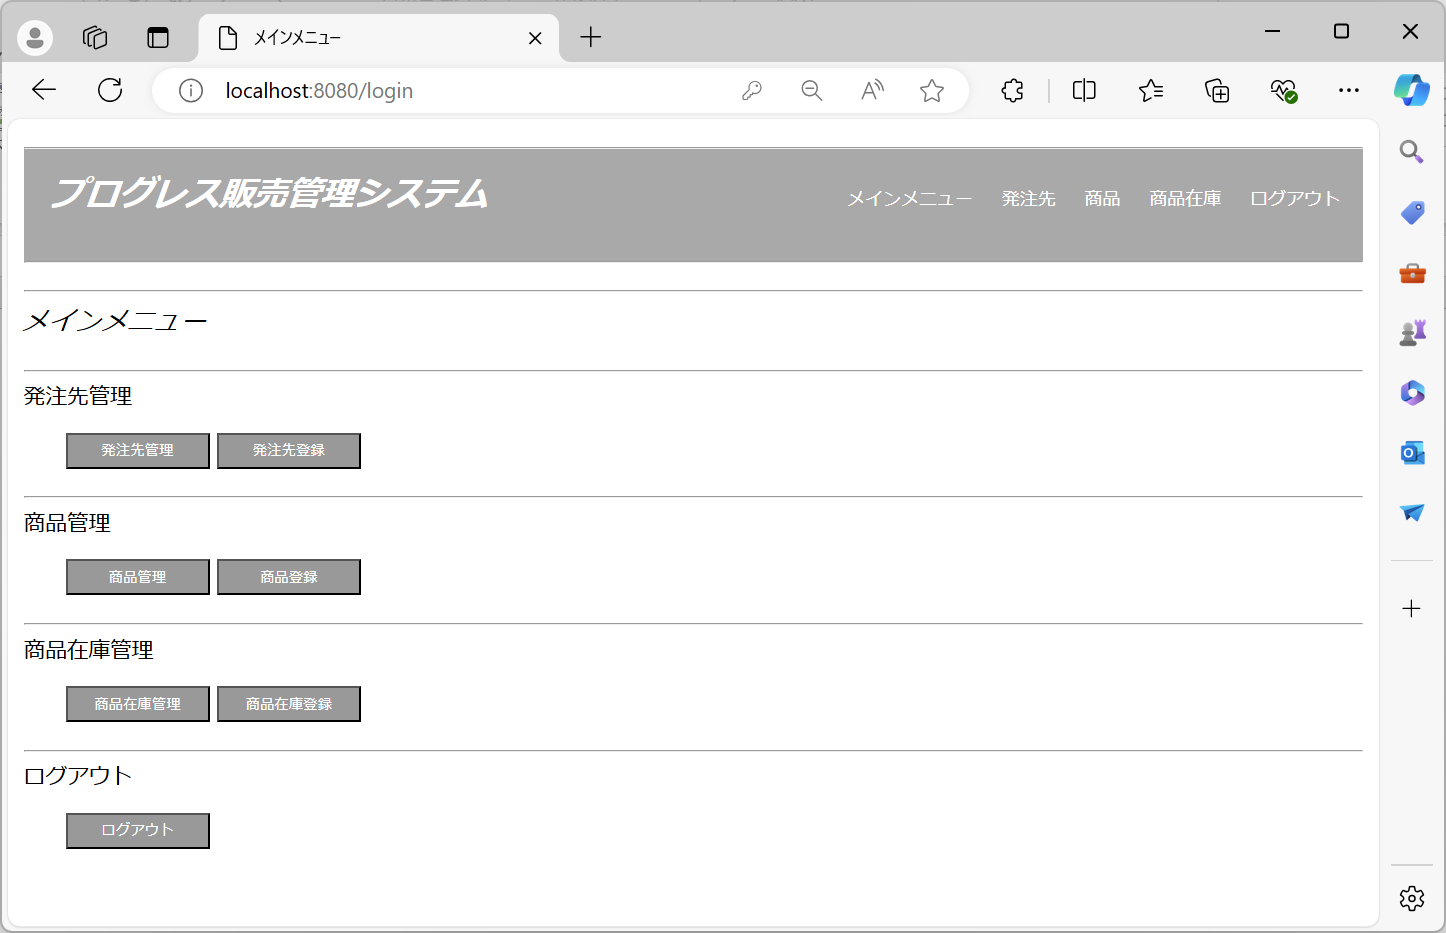 メインメニュー
localhost:8080/login
プログレス販売管理システム
メインメニュー 発注先 商品 商品在庫 ログアウト
メインメニュー
発注先管理
発注先管理 発注先登録
商品管理
商品管理 商品登録
商品在庫管理
商品在庫管理 商品在庫登録
ログアウト
ログアウト